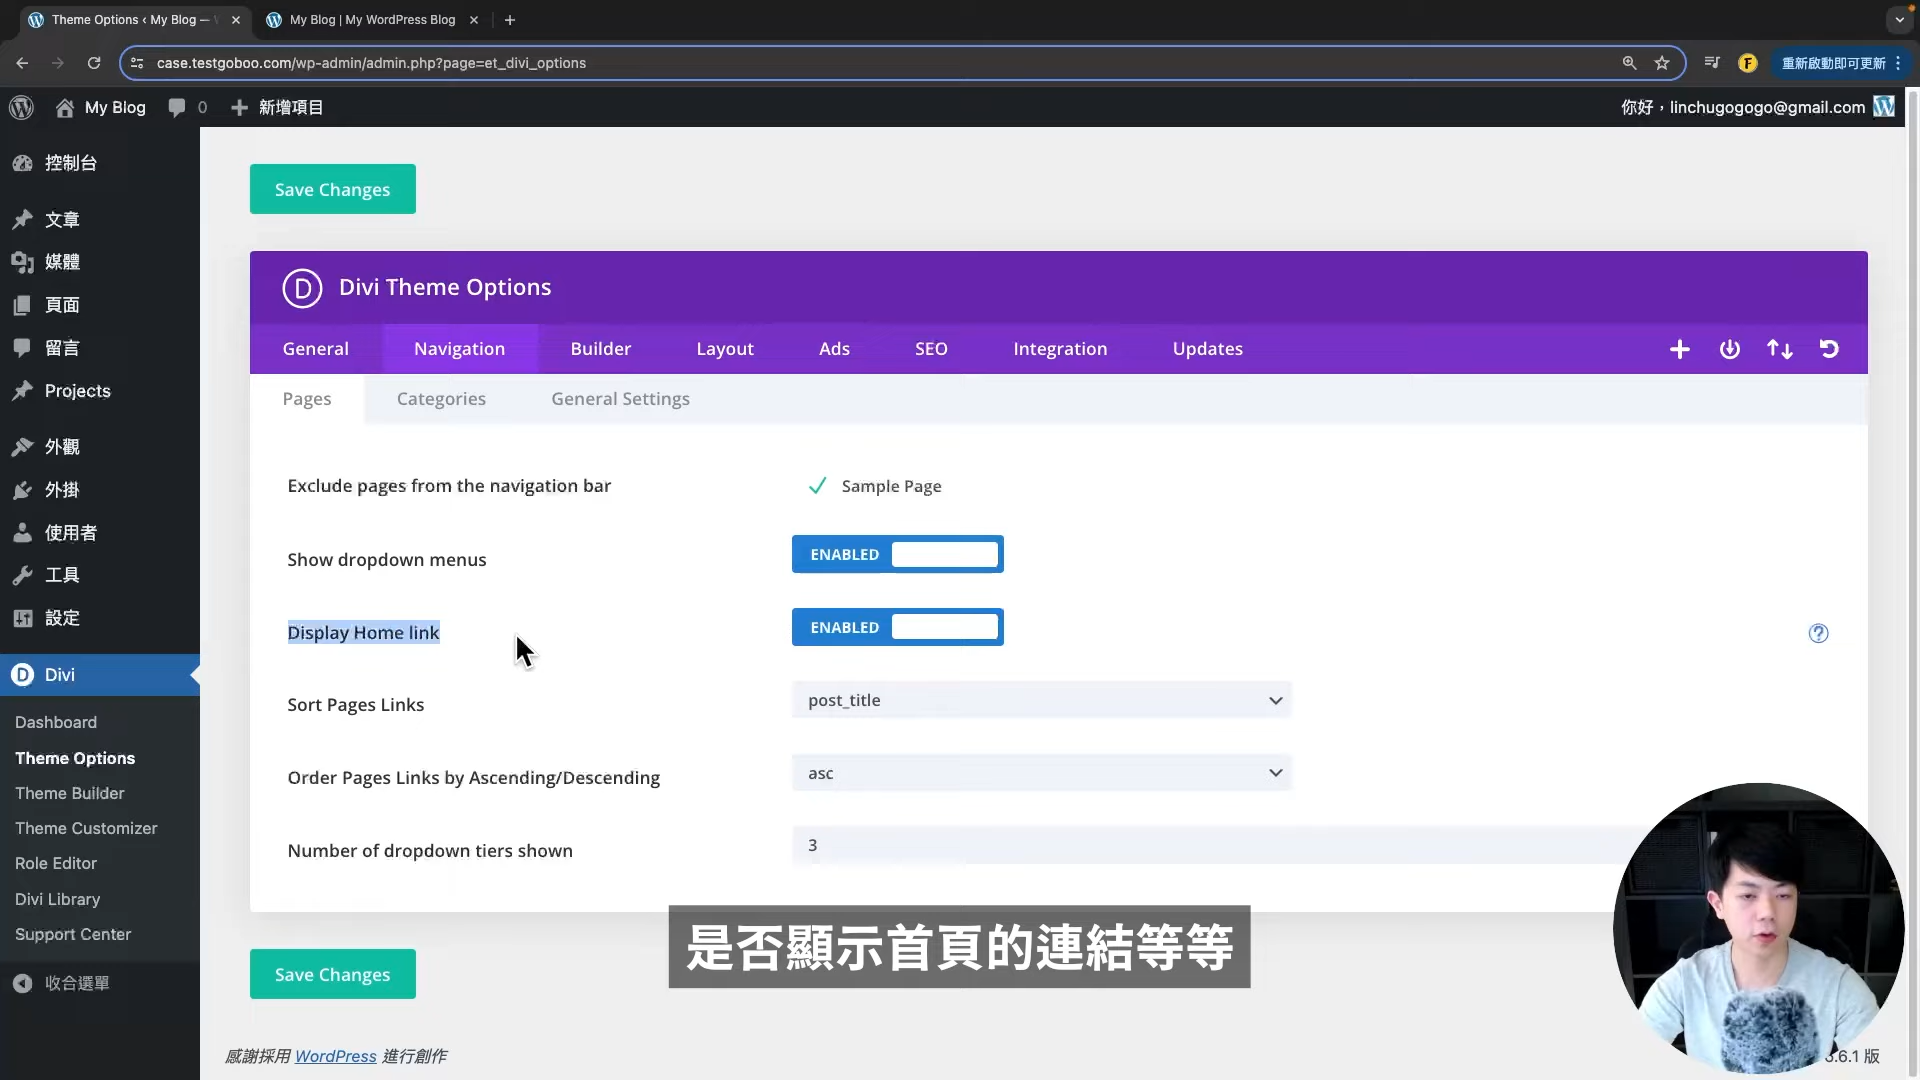 Theme Options ‹ My Blog —
My Blog | My WordPress Blog
case.testgoboo.com/wp-admin/admin.php?page=et_divi_options
F
重新啟動即可更新
My Blog
0
新增項目
你好，linchugogogo@gmail.com
控制台
文章
媒體
頁面
留言
Projects
外觀
外掛
使用者
工具
設定
Divi
Dashboard
Theme Options
Theme Builder
Theme Customizer
Role Editor
Divi Library
Support Center
收合選單
Save Changes
D Divi Theme Options
General Navigation Builder Layout Ads SEO Integration Updates
Pages Categories General Settings
Exclude pages from the navigation bar Sample Page
Show dropdown menus ENABLED
Display Home link ENABLED
Sort Pages Links post_title
Order Pages Links by Ascending/Descending asc
Number of dropdown tiers shown 3
是否顯示首頁的連結等等
Save Changes
感謝採用 WordPress 進行創作
.6.1 版